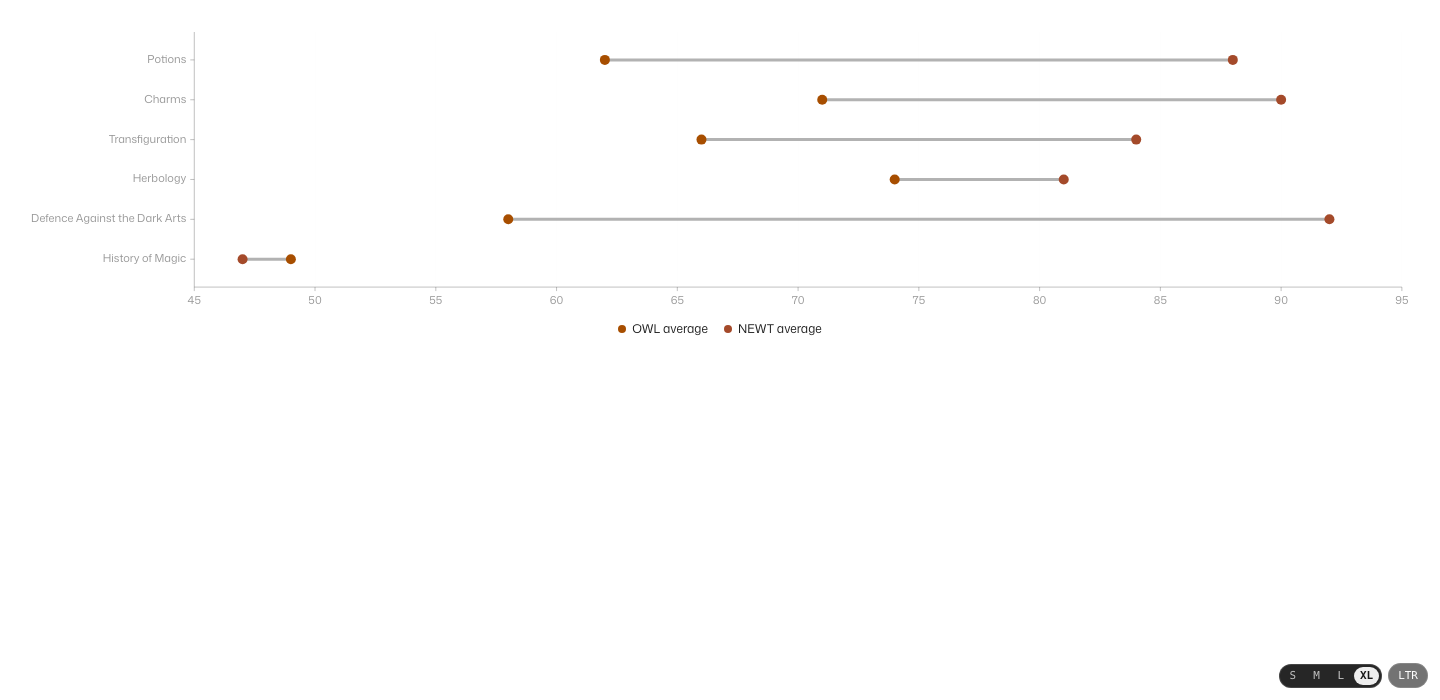 Potions
Charms
Transfiguration
Herbology
Defence Against the Dark Arts
History of Magic
45 50 55 60 65 70 75 80 85 90 95
OWL average NEWT average
S M L XL LTR